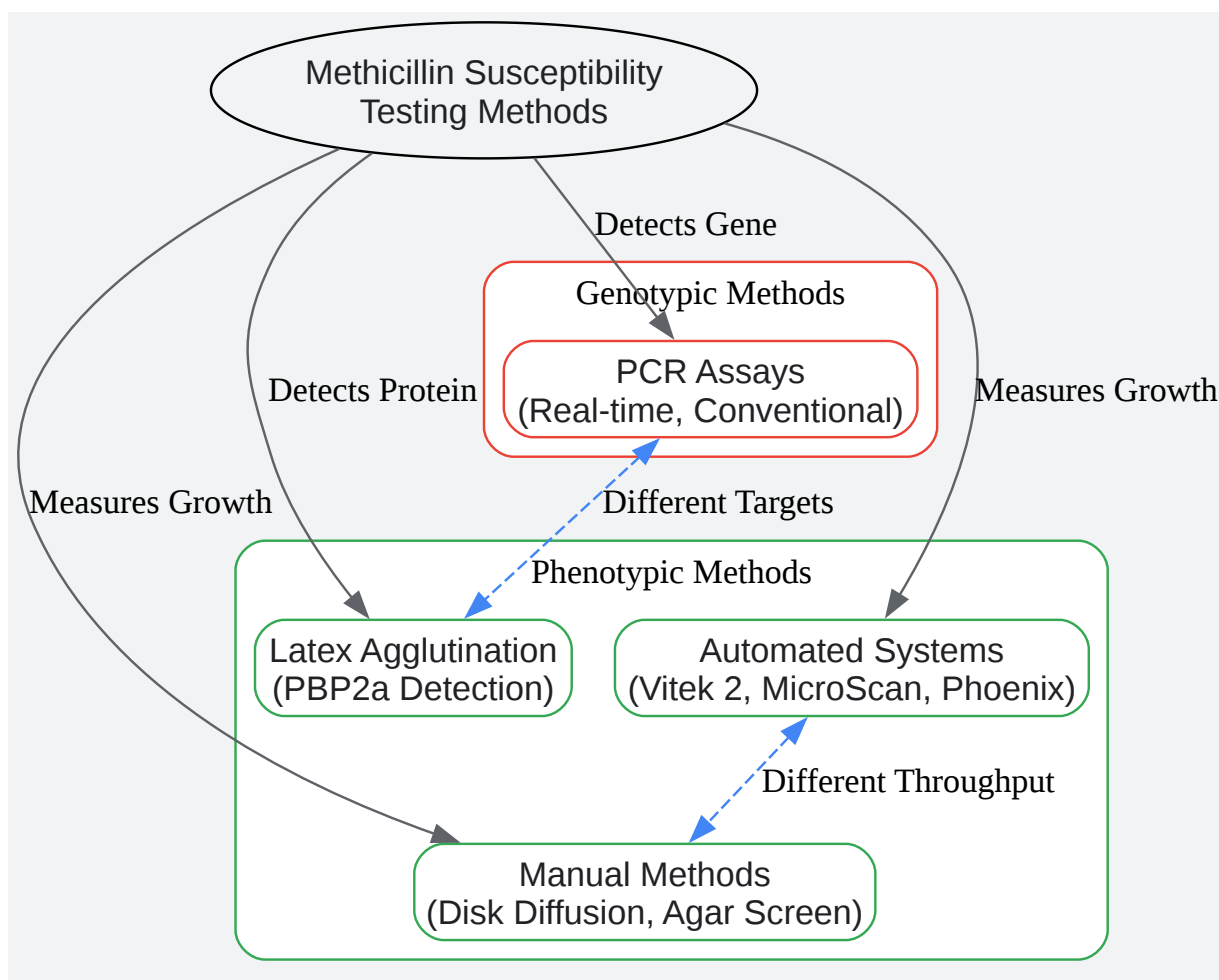 Methicillin Susceptibility
Testing Methods
Detects Gene
Genotypic Methods
PCR Assays
(Real-time, Conventional)
Detects Protein
Measures Growth
Measures Growth
Different Targets
Phenotypic Methods
Latex Agglutination
(PBP2a Detection)
Automated Systems
(Vitek 2, MicroScan, Phoenix)
Different Throughput
Manual Methods
(Disk Diffusion, Agar Screen)